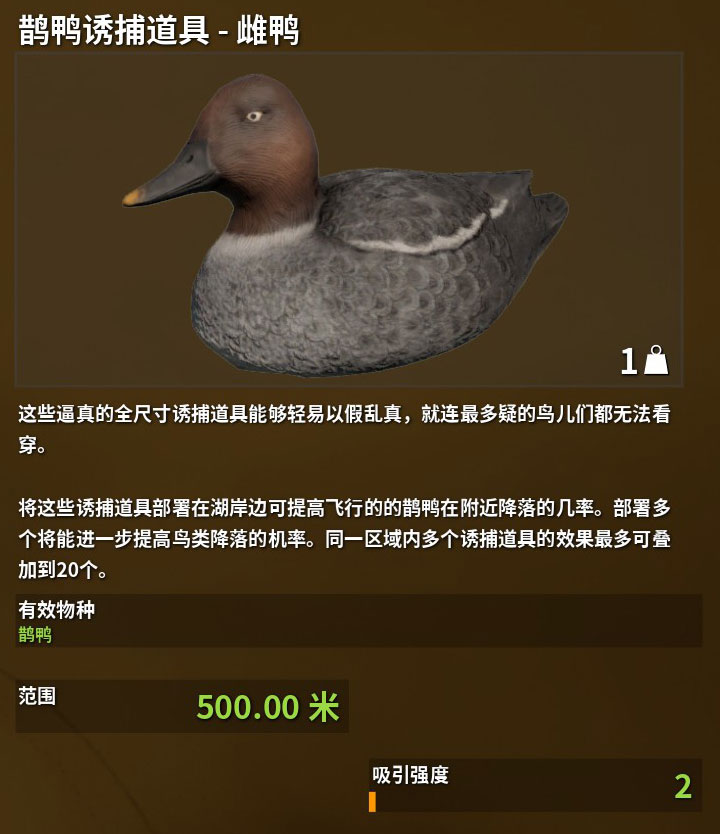 鹊鸭诱捕道具 - 雌鸭
1
这些逼真的全尺寸诱捕道具能够轻易以假乱真，就连最多疑的鸟儿们都无法看
穿。
将这些诱捕道具部署在湖岸边可提高飞行的的鹊鸭在附近降落的几率。部署多
个将能进一步提高鸟类降落的机率。同一区域内多个诱捕道具的效果最多可叠
加到20个。
有效物种
鹊鸭
范围
500.00 米
吸引强度
2